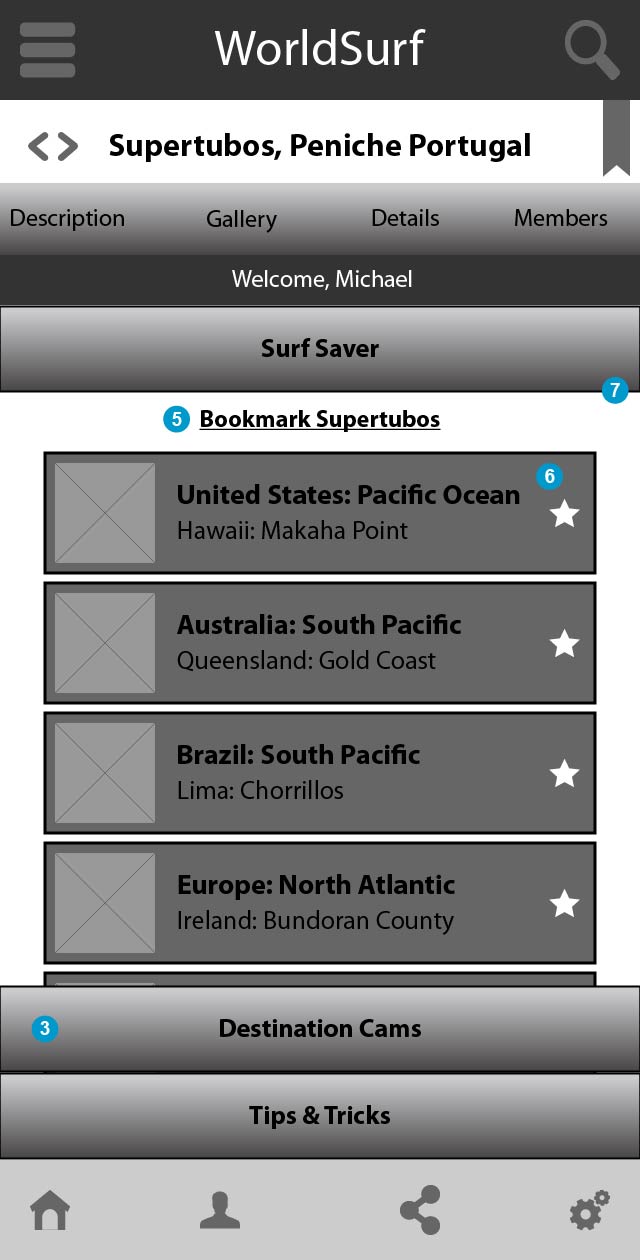 WorldSurf
Supertubos, Peniche Portugal
Description Gallery Details Members
Welcome, Michael
Surf Saver
7
5 Bookmark Supertubos
6
United States: Pacific Ocean
Hawaii: Makaha Point
Australia: South Pacific
Queensland: Gold Coast
Brazil: South Pacific
Lima: Chorrillos
Europe: North Atlantic
Ireland: Bundoran County
3 Destination Cams
Tips & Tricks